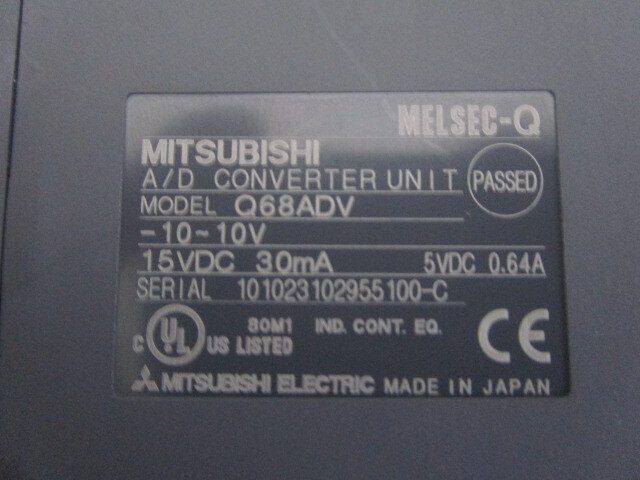 MELSEC-Q
MITSUBISHI
A/D CONVERTER UNIT PASSED
MODEL Q68ADV
-10~10V
15VDC 30mA 5VDC 0.64A
SERIAL 101023102955100-C
C UL US LISTED 80M1 IND. CONT. EQ. CE
MITSUBISHI ELECTRIC MADE IN JAPAN